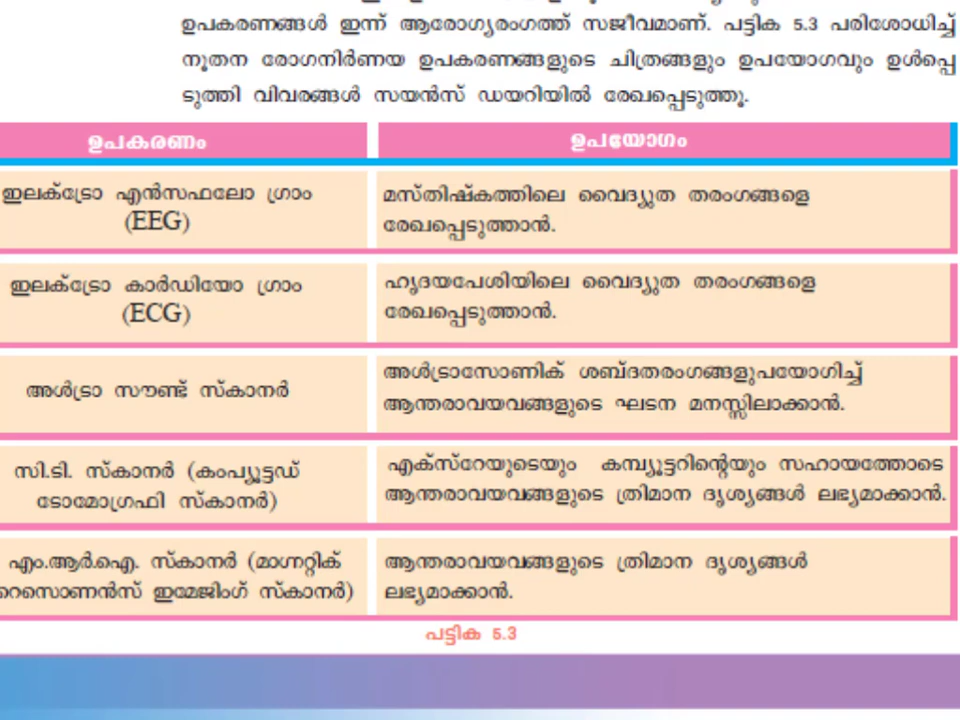 ഉപകരണങ്ങൾ ഇന്ന് ആരോഗ്യരംഗത്ത് സജീവമാണ്. പട്ടിക 5.3 പരിശോധിച്ച്
നൂതന രോഗനിർണയ ഉപകരണങ്ങളുടെ ചിത്രങ്ങളും ഉപയോഗവും ഉൾപ്പെ
ടുത്തി വിവരങ്ങൾ സയൻസ് ഡയറിയിൽ രേഖപ്പെടുത്തൂ.
ഉപകരണം ഉപയോഗം
ഇലക്ട്രോ എൻസഫലോ ഗ്രാം
(EEG)
മസ്തിഷ്കത്തിലെ വൈദ്യുത തരംഗങ്ങളെ
രേഖപ്പെടുത്താൻ.
ഇലക്ട്രോ കാർഡിയോ ഗ്രാം
(ECG)
ഹൃദയപേശിയിലെ വൈദ്യുത തരംഗങ്ങളെ
രേഖപ്പെടുത്താൻ.
അൾട്രാ സൗണ്ട് സ്കാനർ
അൾട്രാസോണിക് ശബ്ദതരംഗങ്ങളുപയോഗിച്ച്
ആന്തരാവയവങ്ങളുടെ ഘടന മനസ്സിലാക്കാൻ.
സി.ടി. സ്കാനർ (കംപ്യൂട്ടഡ്
ടോമോഗ്രഫി സ്കാനർ)
എക്സ്റേയുടെയും കമ്പ്യൂട്ടറിന്റെയും സഹായത്തോടെ
ആന്തരാവയവങ്ങളുടെ ത്രിമാന ദൃശ്യങ്ങൾ ലഭ്യമാക്കാൻ.
എം.ആർ.ഐ. സ്കാനർ (മാഗ്നറ്റിക്
റെസൊണൻസ് ഇമേജിംഗ് സ്കാനർ)
ആന്തരാവയവങ്ങളുടെ ത്രിമാന ദൃശ്യങ്ങൾ
ലഭ്യമാക്കാൻ.
പട്ടിക 5.3